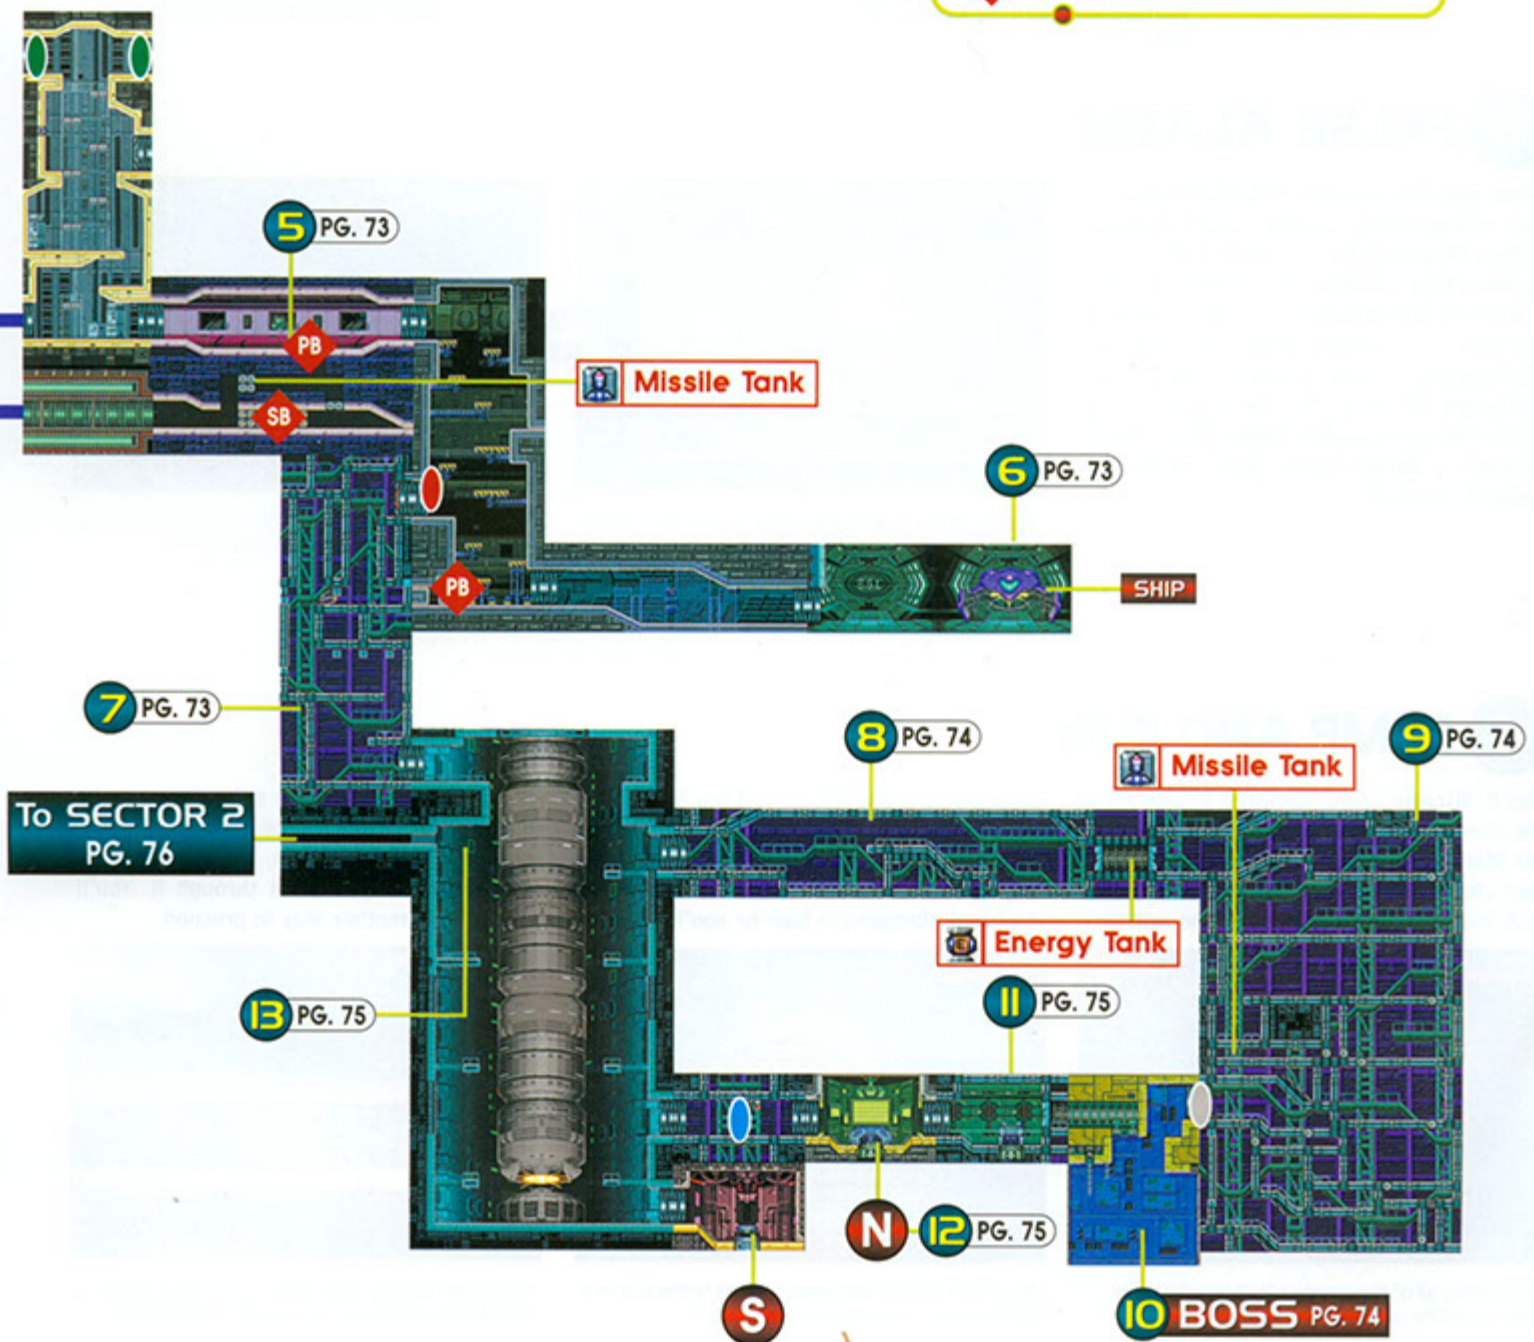 5 PG. 73
PB
Missile Tank
SB
6 PG. 73
PB
SHIP
7 PG. 73
8 PG. 74
9 PG. 74
Missile Tank
To SECTOR 2
PG. 76
Energy Tank
E
13 PG. 75
11 PG. 75
N 12 PG. 75
S
10 BOSS PG. 74